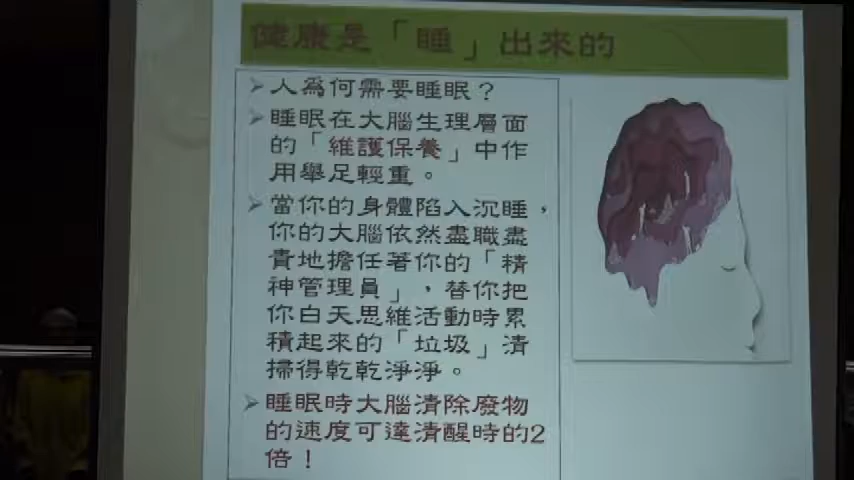 健康是「睡」出來的
➢人為何需要睡眠？
➢睡眠在大腦生理層面
的「維護保養」中作
用舉足輕重。
➢當你的身體陷入沉睡，
你的大腦依然盡職盡
責地擔任著你的「精
神管理員」，替你把
你白天思維活動時累
積起來的「垃圾」清
掃得乾乾淨淨。
➢睡眠時大腦清除廢物
的速度可達清醒時的2
倍！